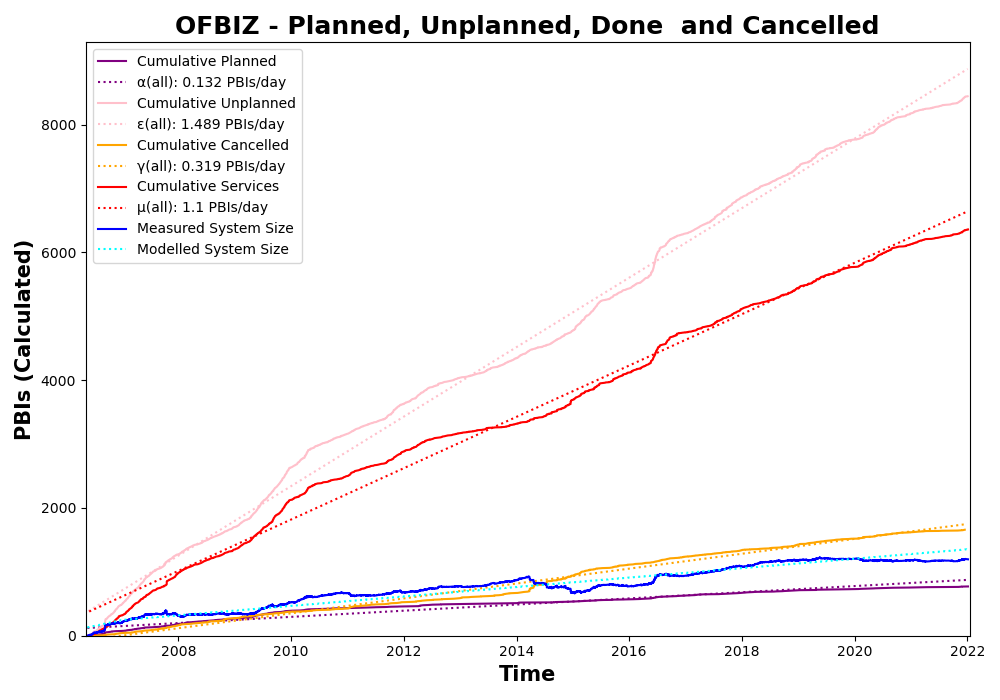 OFBIZ - Planned, Unplanned, Done  and Cancelled
Cumulative Planned
α(all): 0.132 PBIs/day
Cumulative Unplanned
ε(all): 1.489 PBIs/day
Cumulative Cancelled
γ(all): 0.319 PBIs/day
Cumulative Services
μ(all): 1.1 PBIs/day
Measured System Size
Modelled System Size
PBIs (Calculated)
8000
6000
4000
2000
0
2008 2010 2012 2014 2016 2018 2020 2022
Time